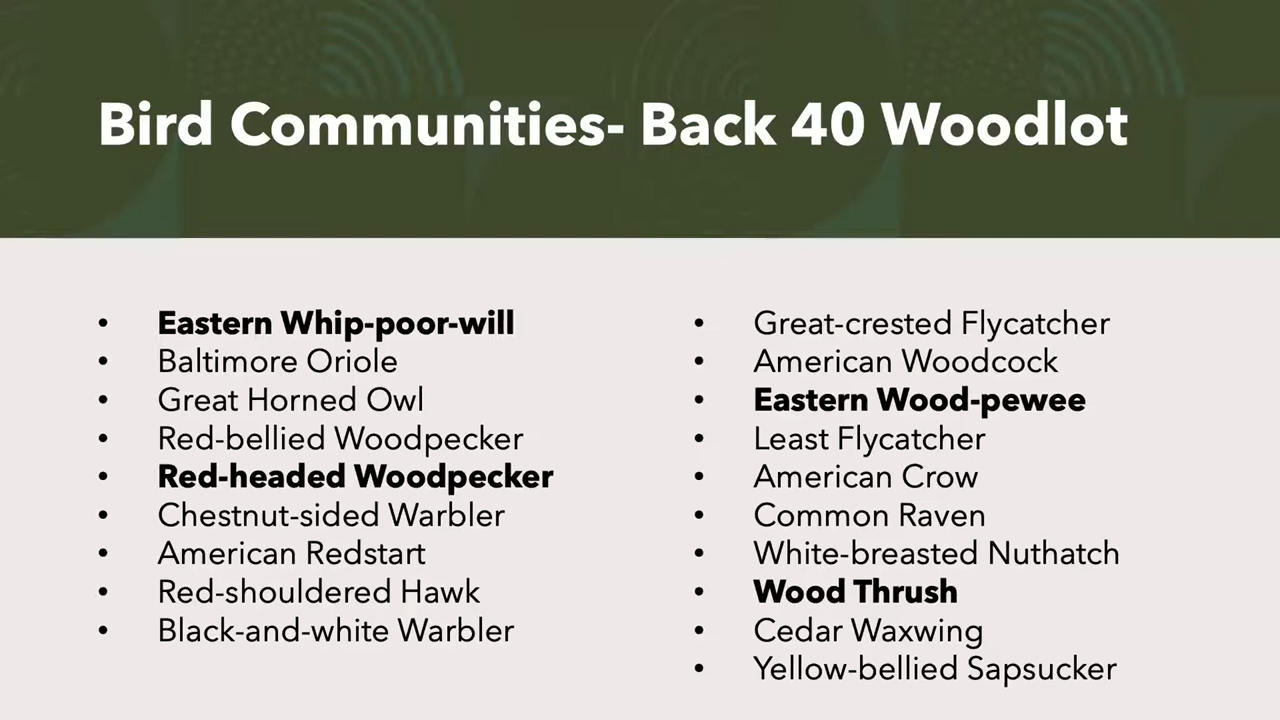 Bird Communities- Back 40 Woodlot
• Eastern Whip-poor-will
• Baltimore Oriole
• Great Horned Owl
• Red-bellied Woodpecker
• Red-headed Woodpecker
• Chestnut-sided Warbler
• American Redstart
• Red-shouldered Hawk
• Black-and-white Warbler
• Great-crested Flycatcher
• American Woodcock
• Eastern Wood-pewee
• Least Flycatcher
• American Crow
• Common Raven
• White-breasted Nuthatch
• Wood Thrush
• Cedar Waxwing
• Yellow-bellied Sapsucker